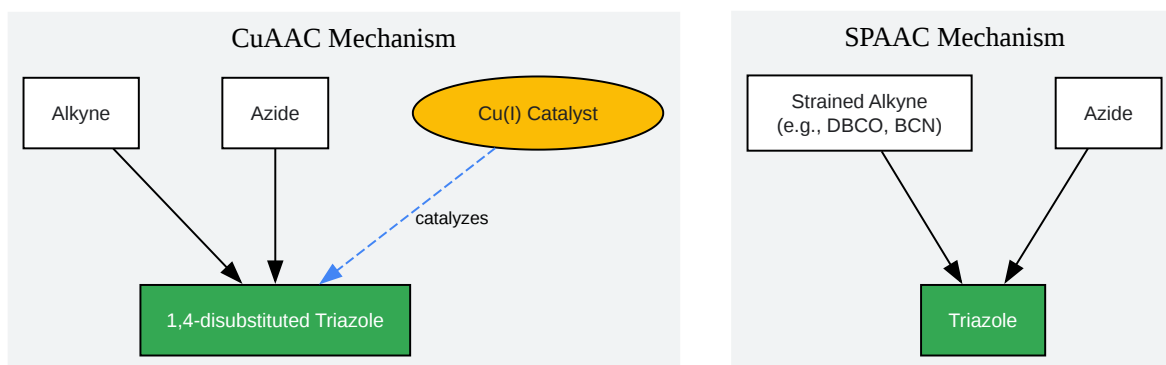 CuAAC Mechanism
Alkyne
Azide
Cu(I) Catalyst
catalyzes
1,4-disubstituted Triazole
SPAAC Mechanism
Strained Alkyne
(e.g., DBCO, BCN)
Azide
Triazole